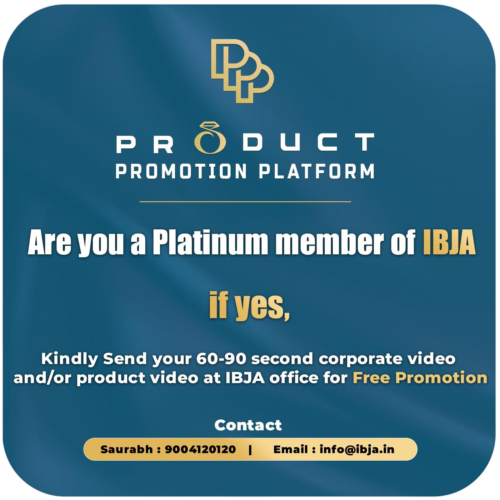 PPP
PRODUCT
PROMOTION PLATFORM
Are you a Platinum member of IBJA
if yes,
Kindly Send your 60-90 second corporate video
and/or product video at IBJA office for Free Promotion
Contact
Saurabh : 9004120120 | Email : info@ibja.in